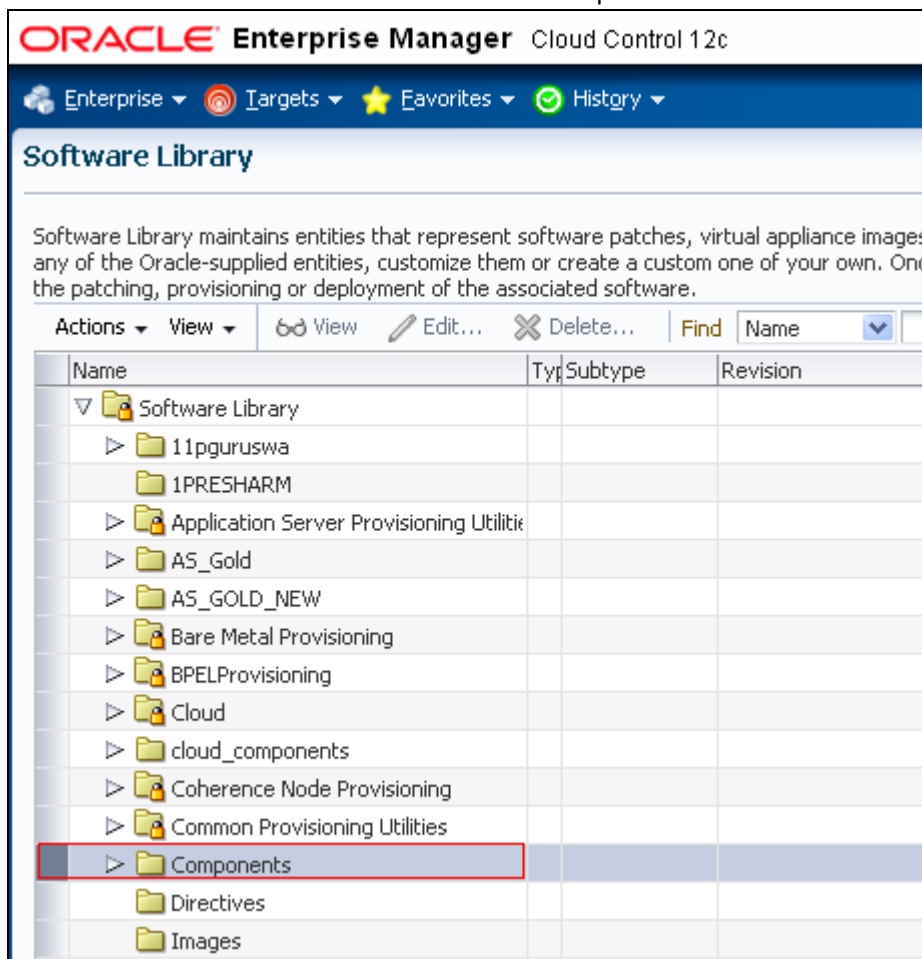 ORACLE Enterprise Manager Cloud Control 12c
Enterprise Targets Favorites History
Software Library
Software Library maintains entities that represent software patches, virtual appliance images
any of the Oracle-supplied entities, customize them or create a custom one of your own. Onc
the patching, provisioning or deployment of the associated software.
Actions View View Edit... Delete... Find Name
Name Typ Subtype Revision
Software Library
11pguruswa
1PRESHARM
Application Server Provisioning Utilitie
AS_Gold
AS_GOLD_NEW
Bare Metal Provisioning
BPELProvisioning
Cloud
cloud_components
Coherence Node Provisioning
Common Provisioning Utilities
Components
Directives
Images